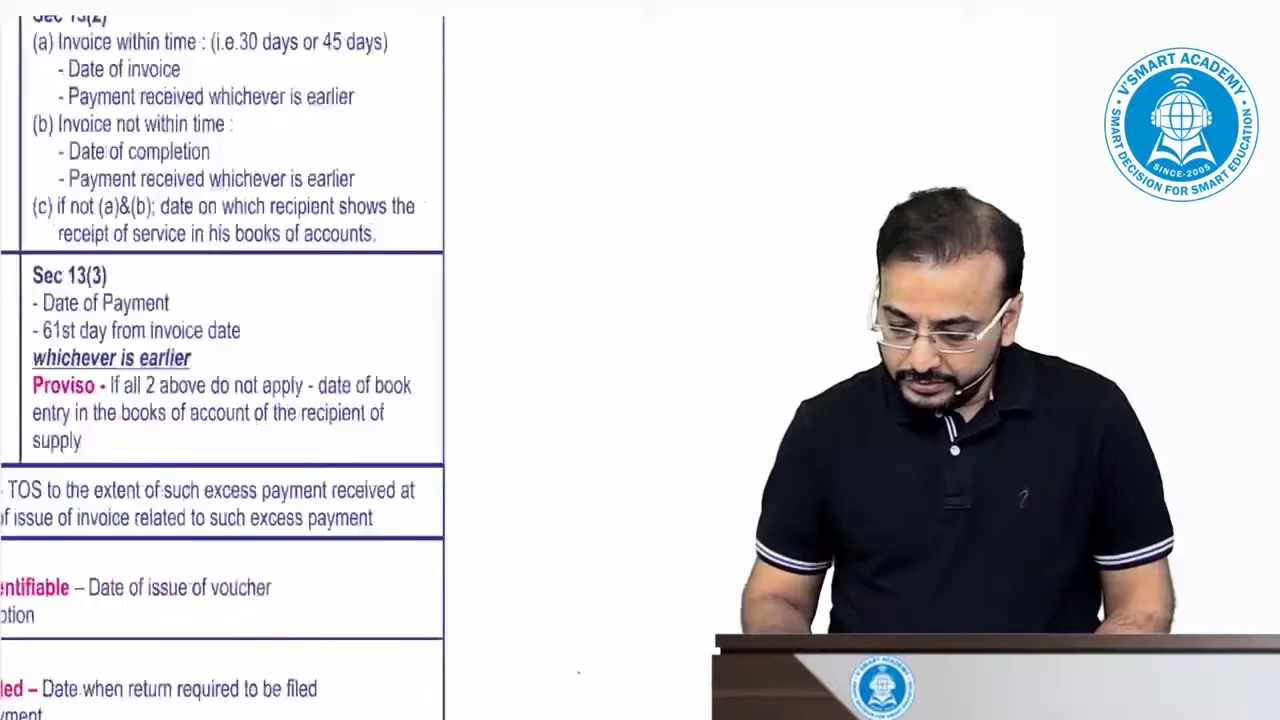 Sec 13(2)
(a) Invoice within time : (i.e.30 days or 45 days)
- Date of invoice
- Payment received whichever is earlier
(b) Invoice not within time :
- Date of completion
- Payment received whichever is earlier
(c) if not (a)&(b); date on which recipient shows the
receipt of service in his books of accounts.
Sec 13(3)
- Date of Payment
- 61st day from invoice date
whichever is earlier
Proviso - If all 2 above do not apply - date of book
entry in the books of account of the recipient of
supply
- TOS to the extent of such excess payment received at
of issue of invoice related to such excess payment
entifiable – Date of issue of voucher
ption
led – Date when return required to be filed
yment
V'SMART ACADEMY
SINCE-2005
SMART DECISION FOR SMART EDUCATION